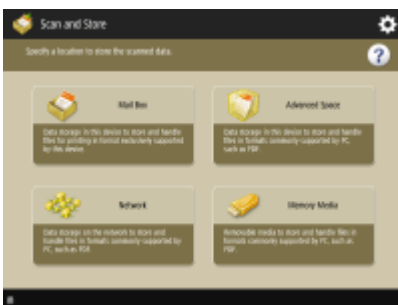 Scan and Store
Specify a location to store the scanned data.
?
Mail Box
Data storage in this device to store and handle
files for printing in format exclusively supported
by this device.
Advanced Space
Data storage in this device to store and handle
files in formats commonly supported by PC,
such as PDF.
Network
Data storage on the network to store and
handle files in formats commonly supported by
PC, such as PDF.
Memory Media
Removable media to store and handle files in
formats commonly supported by PC, such as
PDF.